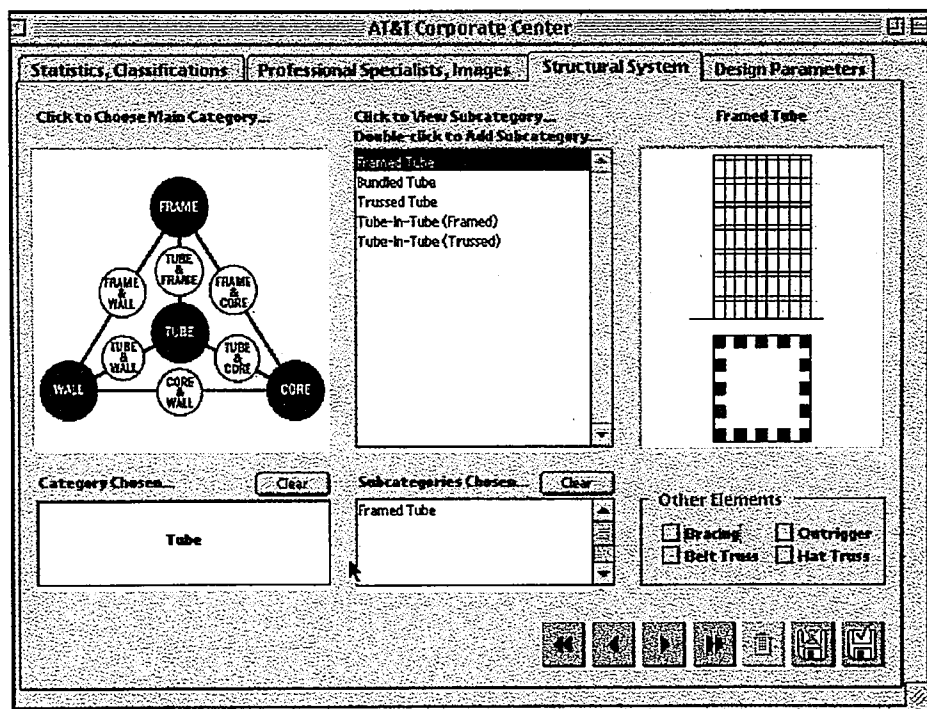 AT&T Corporate Center
Statistics, Classifications
Professional Specialists, Images
Structural System
Design Parameters
Click to Choose Main Category...
Click to View Subcategory...
Double-click to Add Subcategory...
Framed Tube
FRAME
TUBE
&
FRAME
FRAME
&
WALL
FRAME
&
CORE
TUBE
TUBE
&
WALL
TUBE
&
CORE
WALL
CORE
&
WALL
CORE
Framed Tube
Bundled Tube
Trussed Tube
Tube-In-Tube (Framed)
Tube-In-Tube (Trussed)
Category Chosen...
Clear
Tube
Subcategories Chosen...
Clear
Framed Tube
Other Elements
Bracing
Outrigger
Belt Truss
Hat Truss